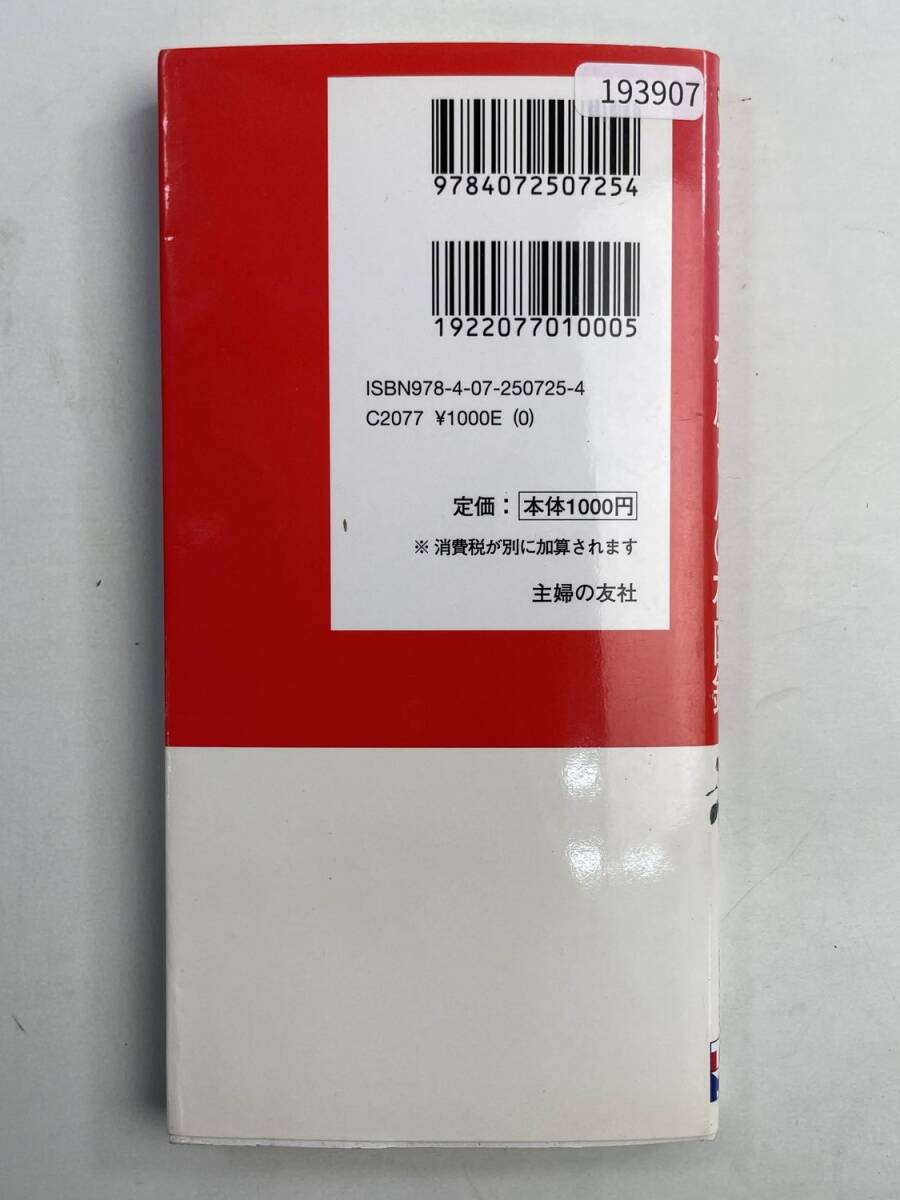 193907
9784072507254
1922077010005
ISBN978-4-07-250725-4
C2077 ¥1000E (0)
定価：本体1000円
※ 消費税が別に加算されます
主婦の友社